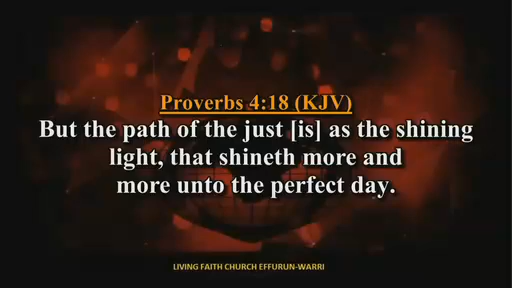 Proverbs 4:18 (KJV)
But the path of the just [is] as the shining
light, that shineth more and
more unto the perfect day.
LIVING FAITH CHURCH EFFURUN-WARRI